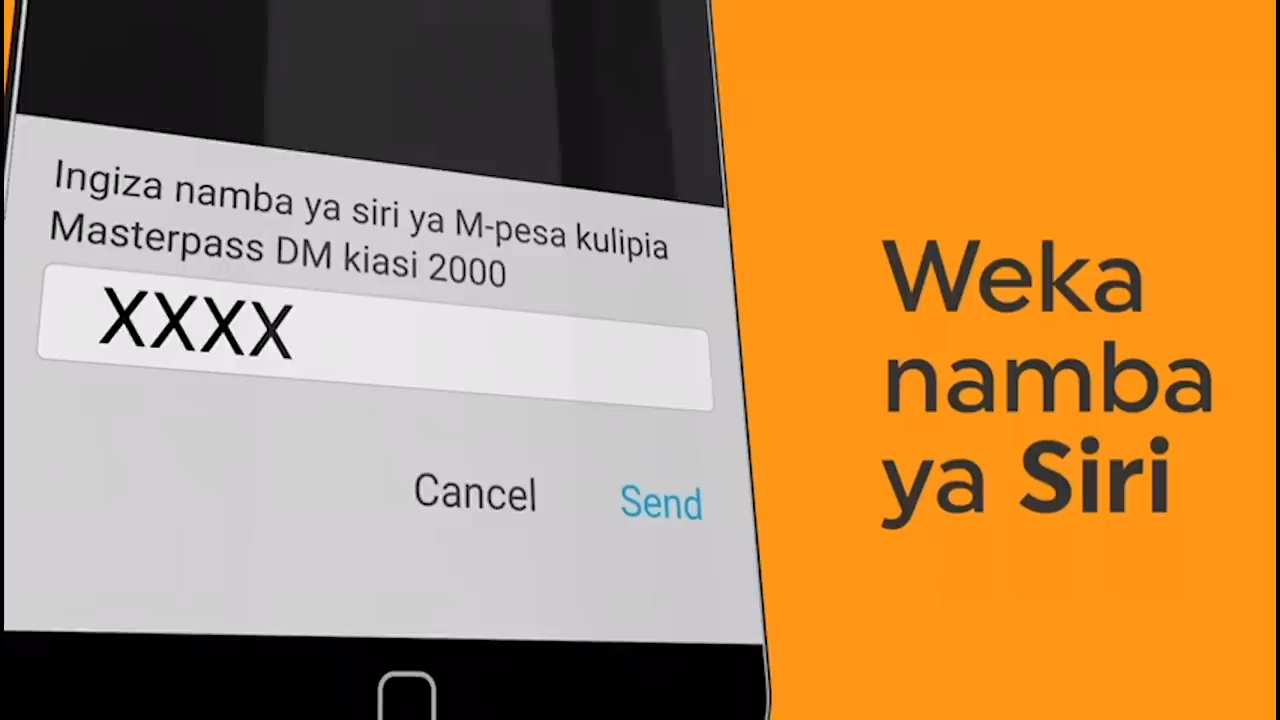 Ingiza namba ya siri ya M-pesa kulipia
Masterpass DM kiasi 2000
XXXX
Cancel
Send
Weka
namba
ya Siri